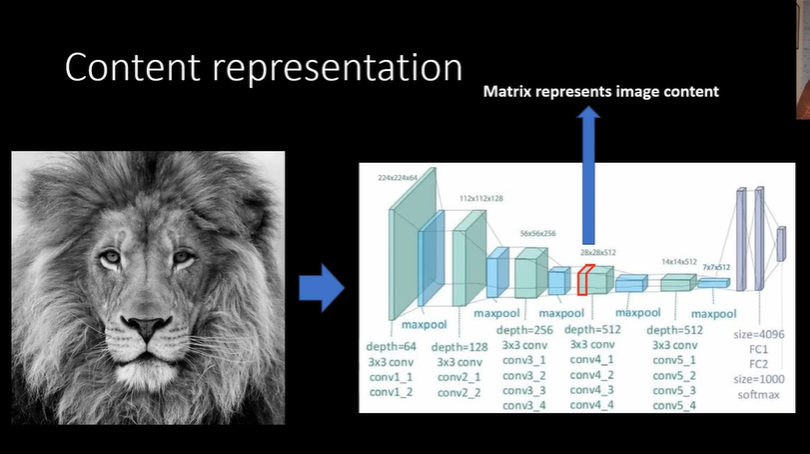 Content representation
Matrix represents image content
224x224x64
112x112x128
56x56x256
28x28x512
14x14x512
7x7x512
maxpool
maxpool
maxpool
maxpool
maxpool
depth=64
3x3 conv
conv1_1
conv1_2
depth=128
3x3 conv
conv2_1
conv2_2
depth=256
3x3 conv
conv3_1
conv3_2
conv3_3
conv3_4
depth=512
3x3 conv
conv4_1
conv4_2
conv4_3
conv4_4
depth=512
3x3 conv
conv5_1
conv5_2
conv5_3
conv5_4
size=4096
FC1
FC2
size=1000
softmax